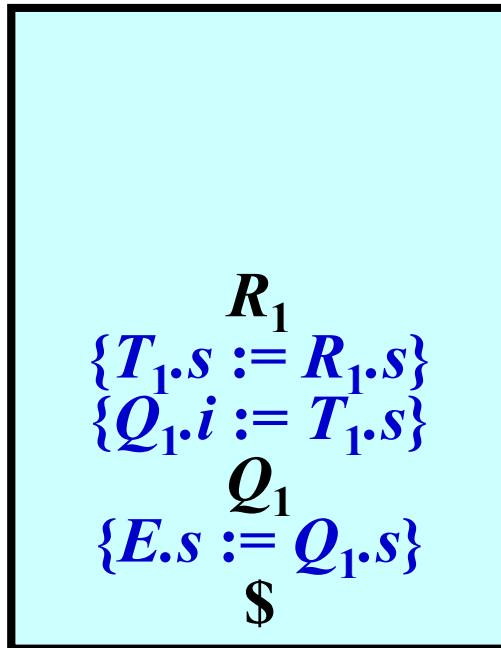 R₁
{T₁.s := R₁.s}
{Q₁.i := T₁.s}
Q₁
{E.s := Q₁.s}
$